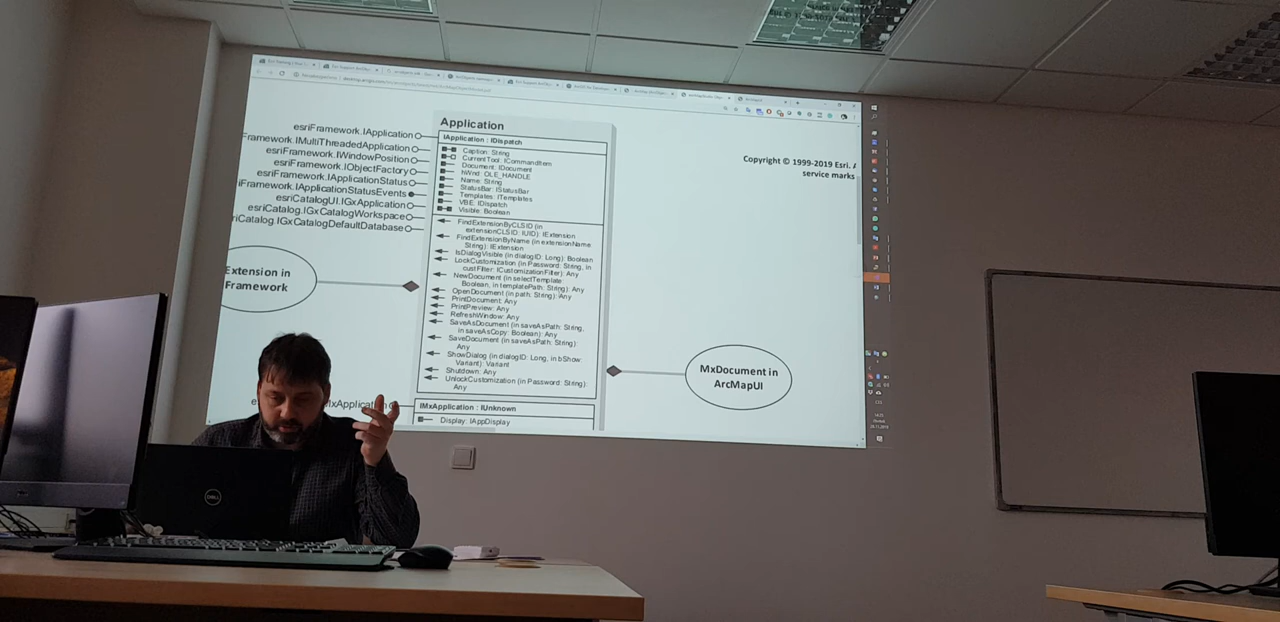 Application
IApplication : IDispatch
Caption: String
CurrentTool: ICommandItem
Document: IDocument
hWnd: OLE_HANDLE
Name: String
StatusBar: IStatusBar
Templates: ITemplates
VBE: IDispatch
Visible: Boolean
FindExtensionByCLSID (in
extensionCLSID: IUID): IExtension
FindExtensionByName (in extensionName
String): IExtension
IsDialogVisible (in dialogID: Long): Boolean
LockCustomization (in Password: String, in
custFilter: ICustomizationFilter): Any
NewDocument (in selectTemplate
Boolean, in templatePath: String): Any
OpenDocument (in path: String): Any
PrintDocument: Any
PrintPreview: Any
RefreshWindow: Any
SaveAsDocument (in saveAsPath: String,
in saveAsCopy: Boolean): Any
SaveDocument (in saveAsPath: String):
Any
ShowDialog (in dialogID: Long, in bShow:
Variant): Variant
Shutdown: Any
UnlockCustomization (in Password: String):
Any
IMxApplication : IUnknown
Display: IAppDisplay
esriFramework.IApplication
Framework.IMultiThreadedApplication
esriFramework.IWindowPosition
esriFramework.IObjectFactory
esriFramework.IApplicationStatus
iFramework.IApplicationStatusEvents
esriCatalogUI.IGxApplication
esriCatalog.IGxCatalogWorkspace
riCatalog.IGxCatalogDefaultDatabase
Extension in
Framework
MxDocument in
ArcMapUI
Copyright © 1999-2019 Esri.
service marks
DELL